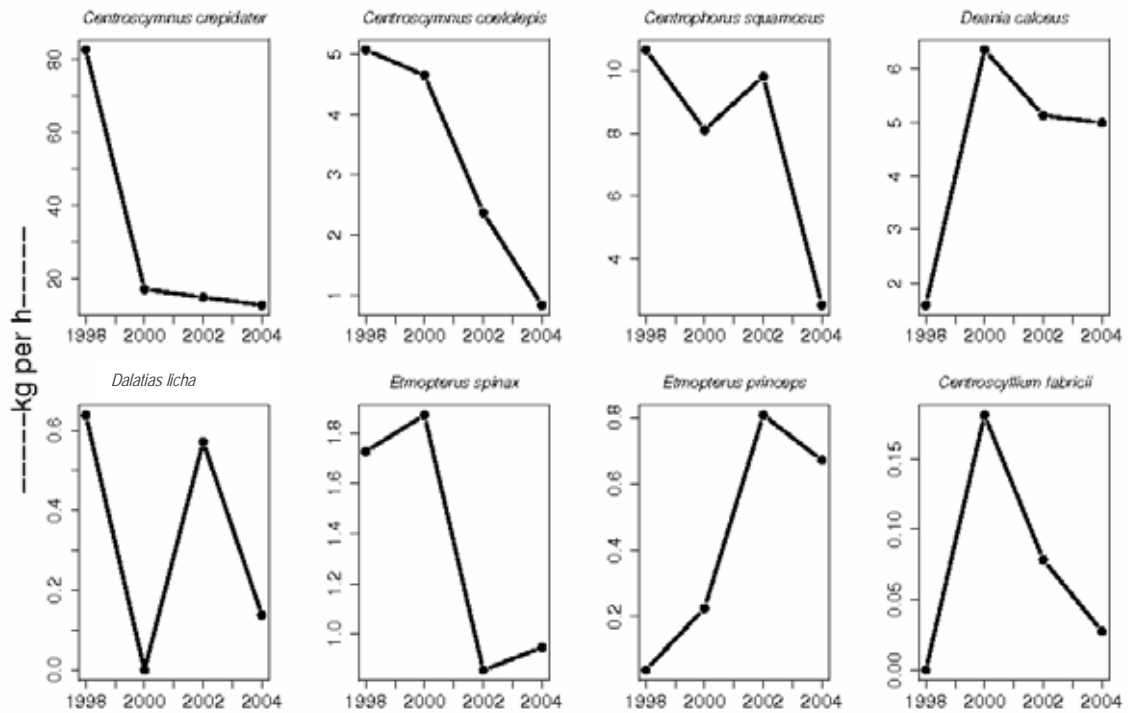 Centroscymnus crepidater
80
60
40
20
1998 2000 2002 2004
Centroscymnus coelolepis
5
4
3
2
1
1998 2000 2002 2004
Centrophorus squamosus
10
8
6
4
1998 2000 2002 2004
Deania calceus
6
5
4
3
2
1998 2000 2002 2004
------kg per h------
Dalatias licha
0.6
0.4
0.2
0.0
1998 2000 2002 2004
Etmopterus spinax
1.8
1.6
1.4
1.2
1.0
1998 2000 2002 2004
Etmopterus princeps
0.8
0.6
0.4
0.2
1998 2000 2002 2004
Centroscyllium fabricii
0.15
0.10
0.05
0.00
1998 2000 2002 2004